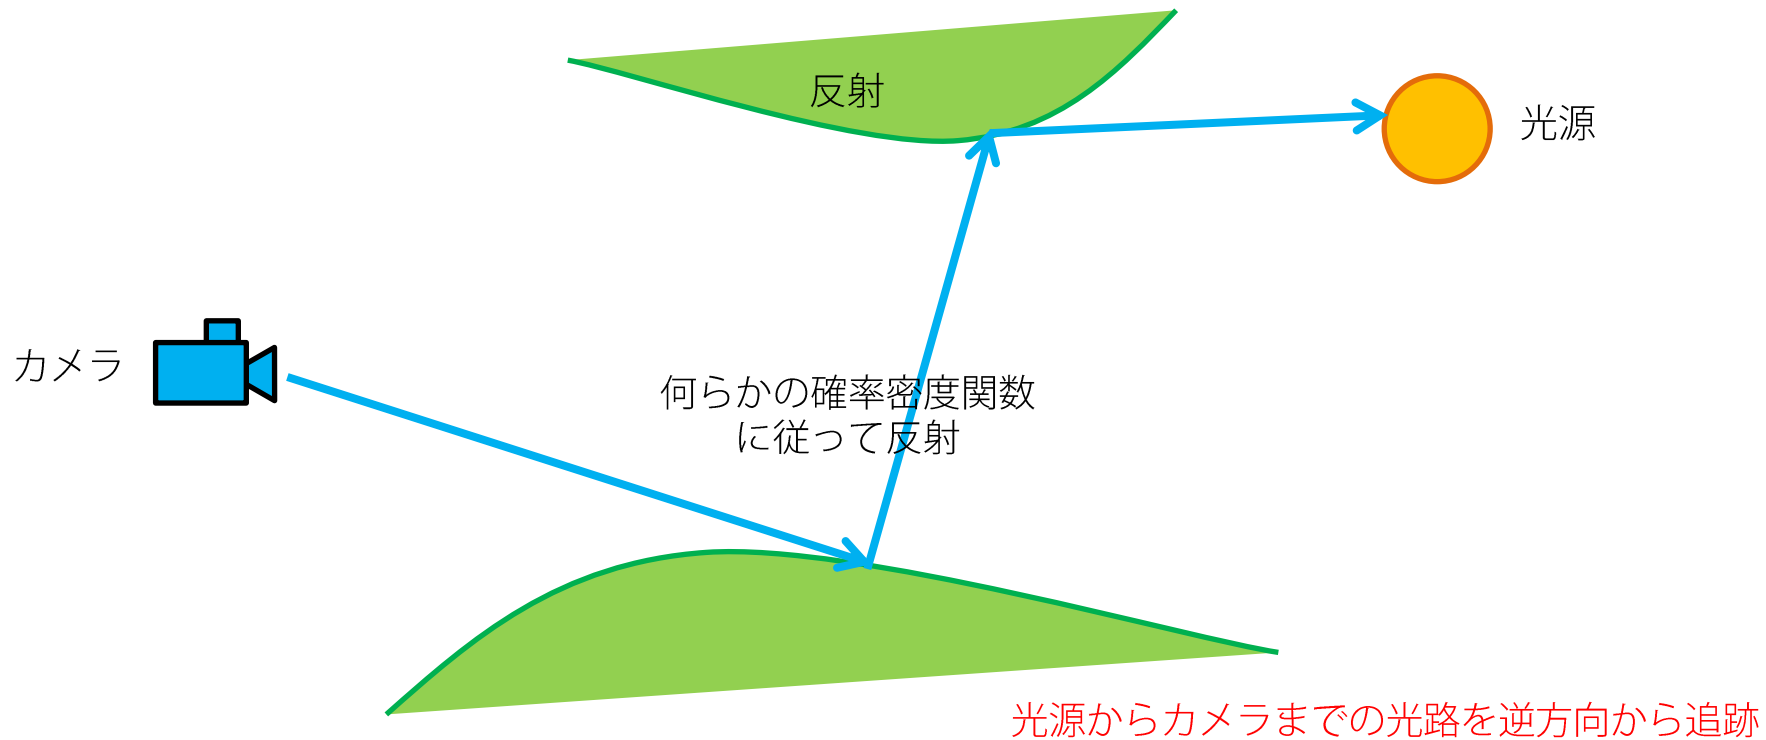 反射
光源
カメラ
何らかの確率密度関数
に従って反射
光源からカメラまでの光路を逆方向から追跡